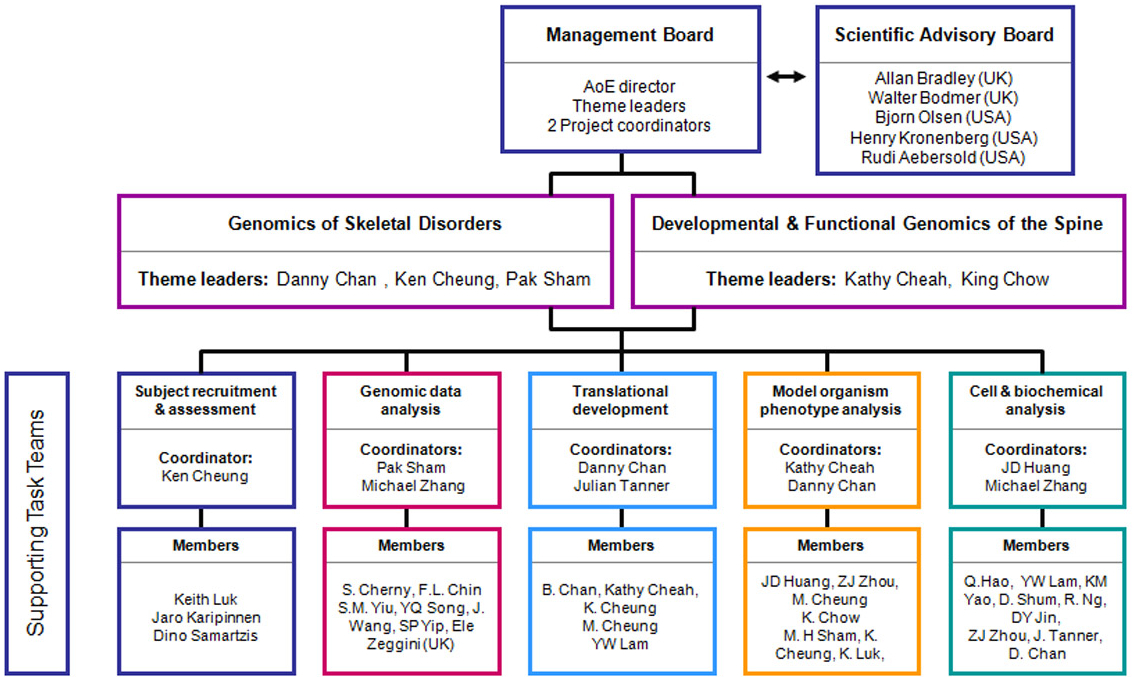 Management Board
AoE director
Theme leaders
2 Project coordinators
Scientific Advisory Board
Allan Bradley (UK)
Walter Bodmer (UK)
Bjorn Olsen (USA)
Henry Kronenberg (USA)
Rudi Aebersold (USA)
Genomics of Skeletal Disorders
Theme leaders: Danny Chan , Ken Cheung, Pak Sham
Developmental & Functional Genomics of the Spine
Theme leaders: Kathy Cheah, King Chow
Supporting Task Teams
Subject recruitment
& assessment
Coordinator:
Ken Cheung
Members
Keith Luk
Jaro Karipinnen
Dino Samartzis
Genomic data
analysis
Coordinators:
Pak Sham
Michael Zhang
Members
S. Cherny, F.L. Chin
S.M. Yiu, YQ Song, J.
Wang, SP Yip, Ele
Zeggini (UK)
Translational
development
Coordinators:
Danny Chan
Julian Tanner
Members
B. Chan, Kathy Cheah,
K. Cheung
M. Cheung
YW Lam
Model organism
phenotype analysis
Coordinators:
Kathy Cheah
Danny Chan
Members
JD Huang, ZJ Zhou,
M. Cheung
K. Chow
M. H Sham, K.
Cheung, K. Luk,
Cell & biochemical
analysis
Coordinators:
JD Huang
Michael Zhang
Members
Q.Hao, YW Lam, KM
Yao, D. Shum, R. Ng,
DY Jin,
ZJ Zhou, J. Tanner,
D. Chan